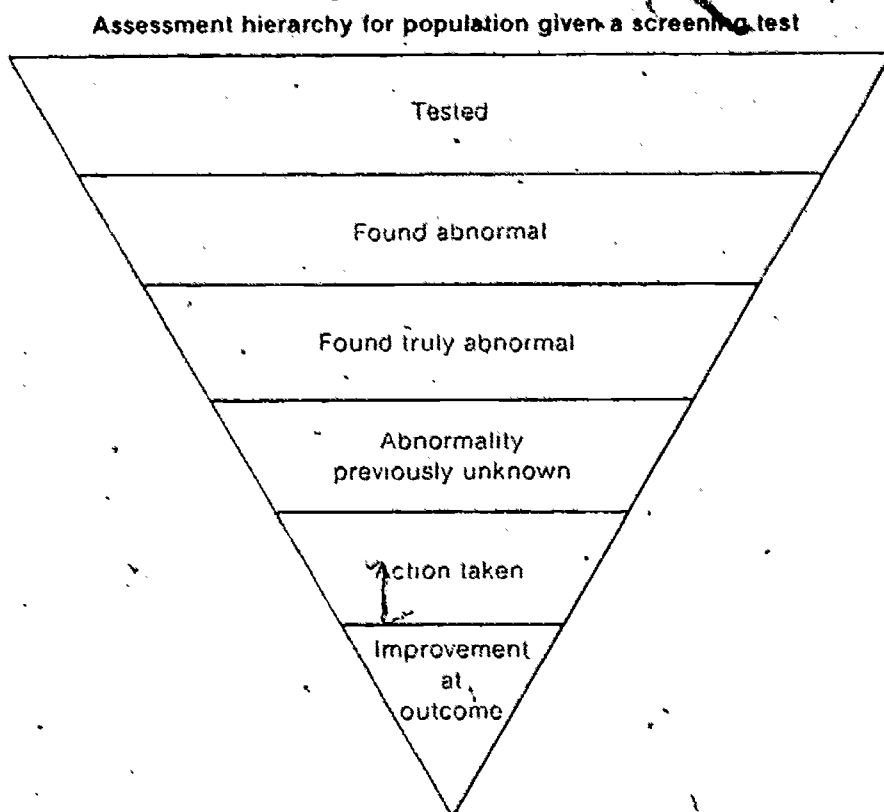 Assessment hierarchy for population given a screening test
Tested
Found abnormal
Found truly abnormal
Abnormality
previously unknown
Action taken
Improvement
at
outcome